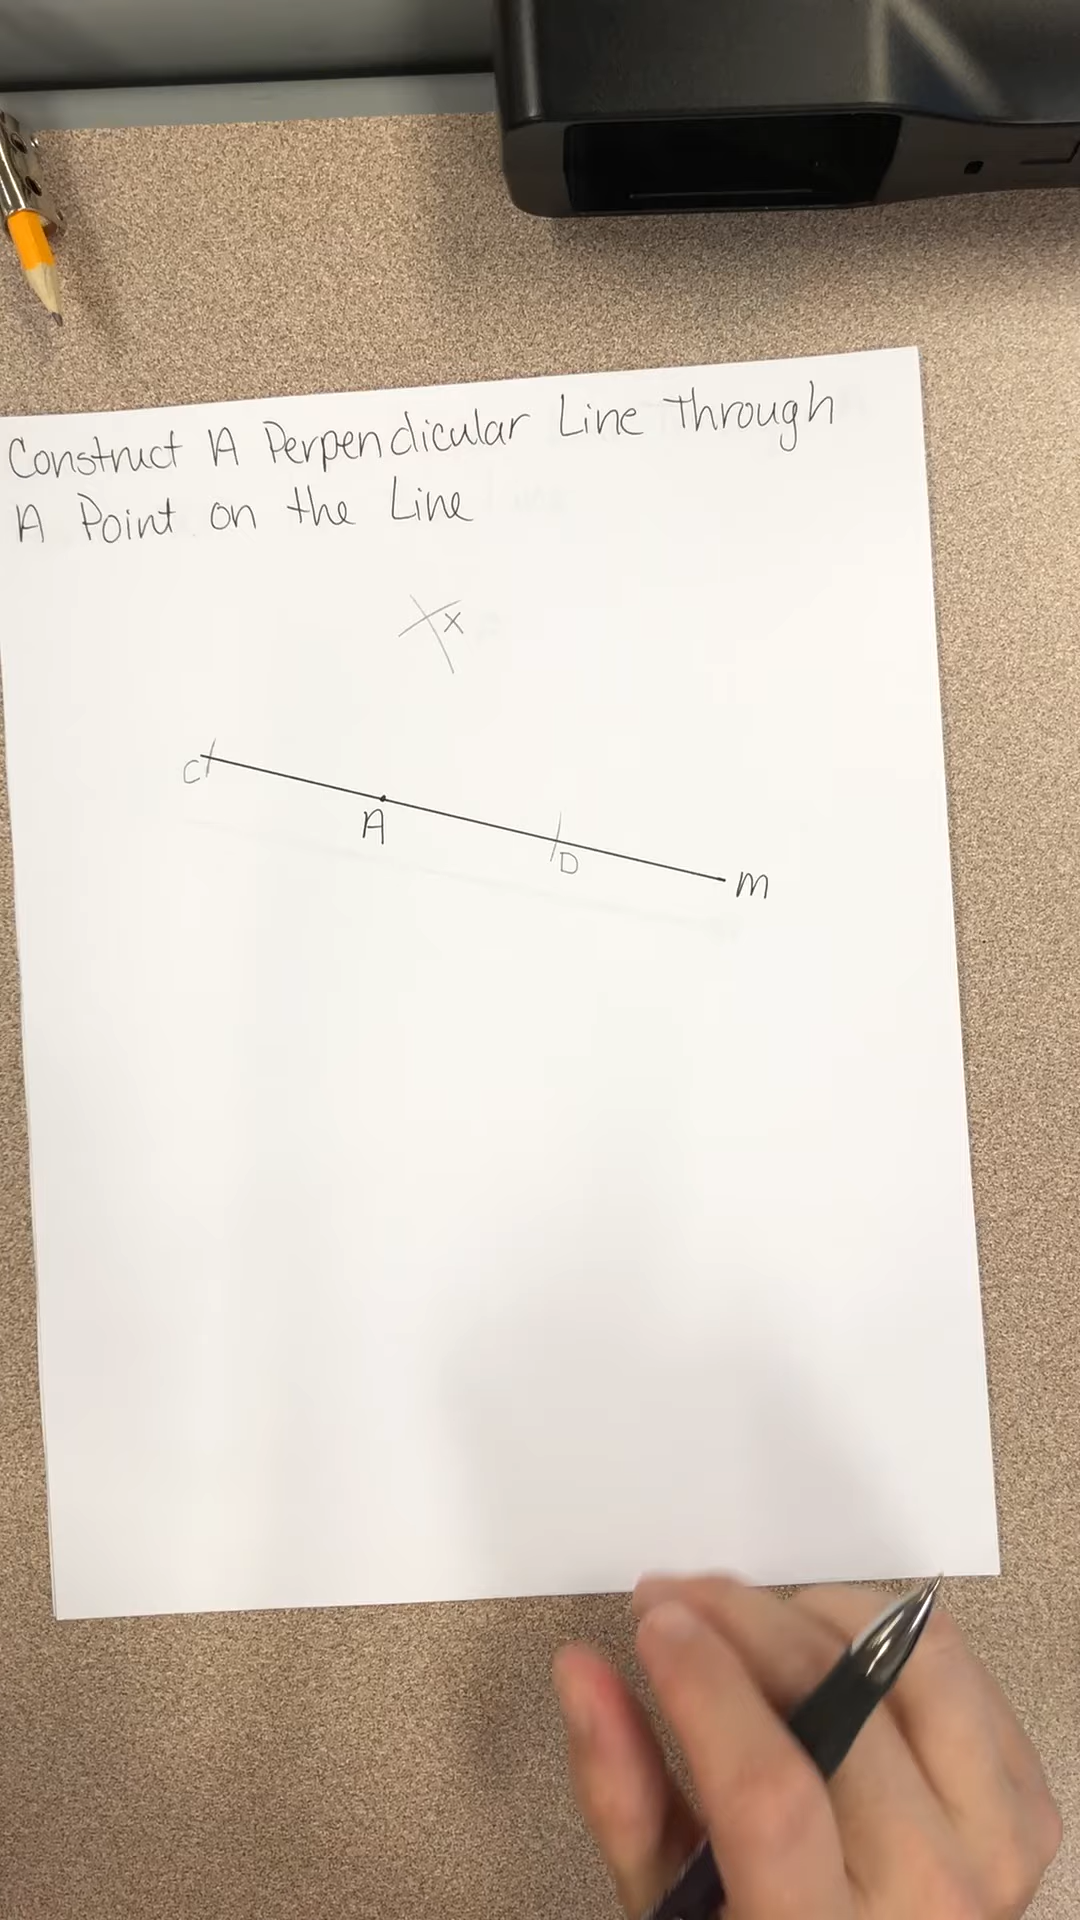 Construct A Perpendicular Line Through
A Point on the Line
x
C
A
D
m